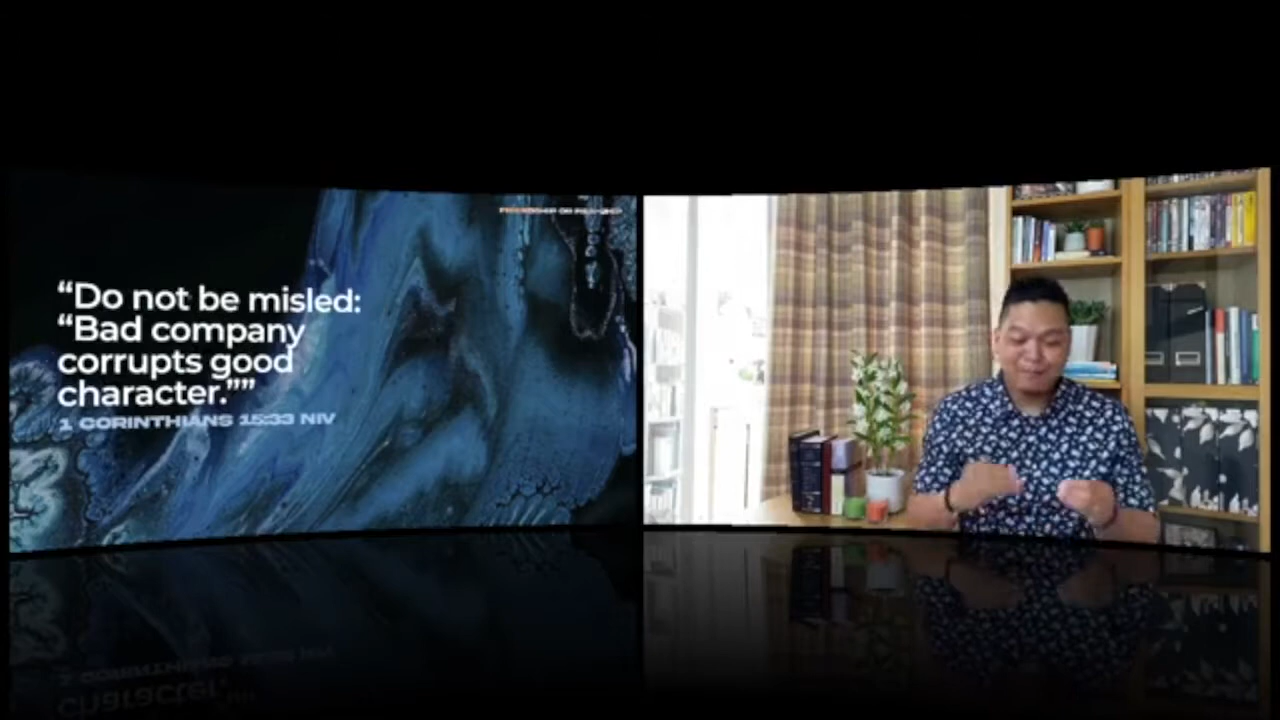 “Do not be misled:
“Bad company
corrupts good
character.””
1 CORINTHIANS 15:33 NIV